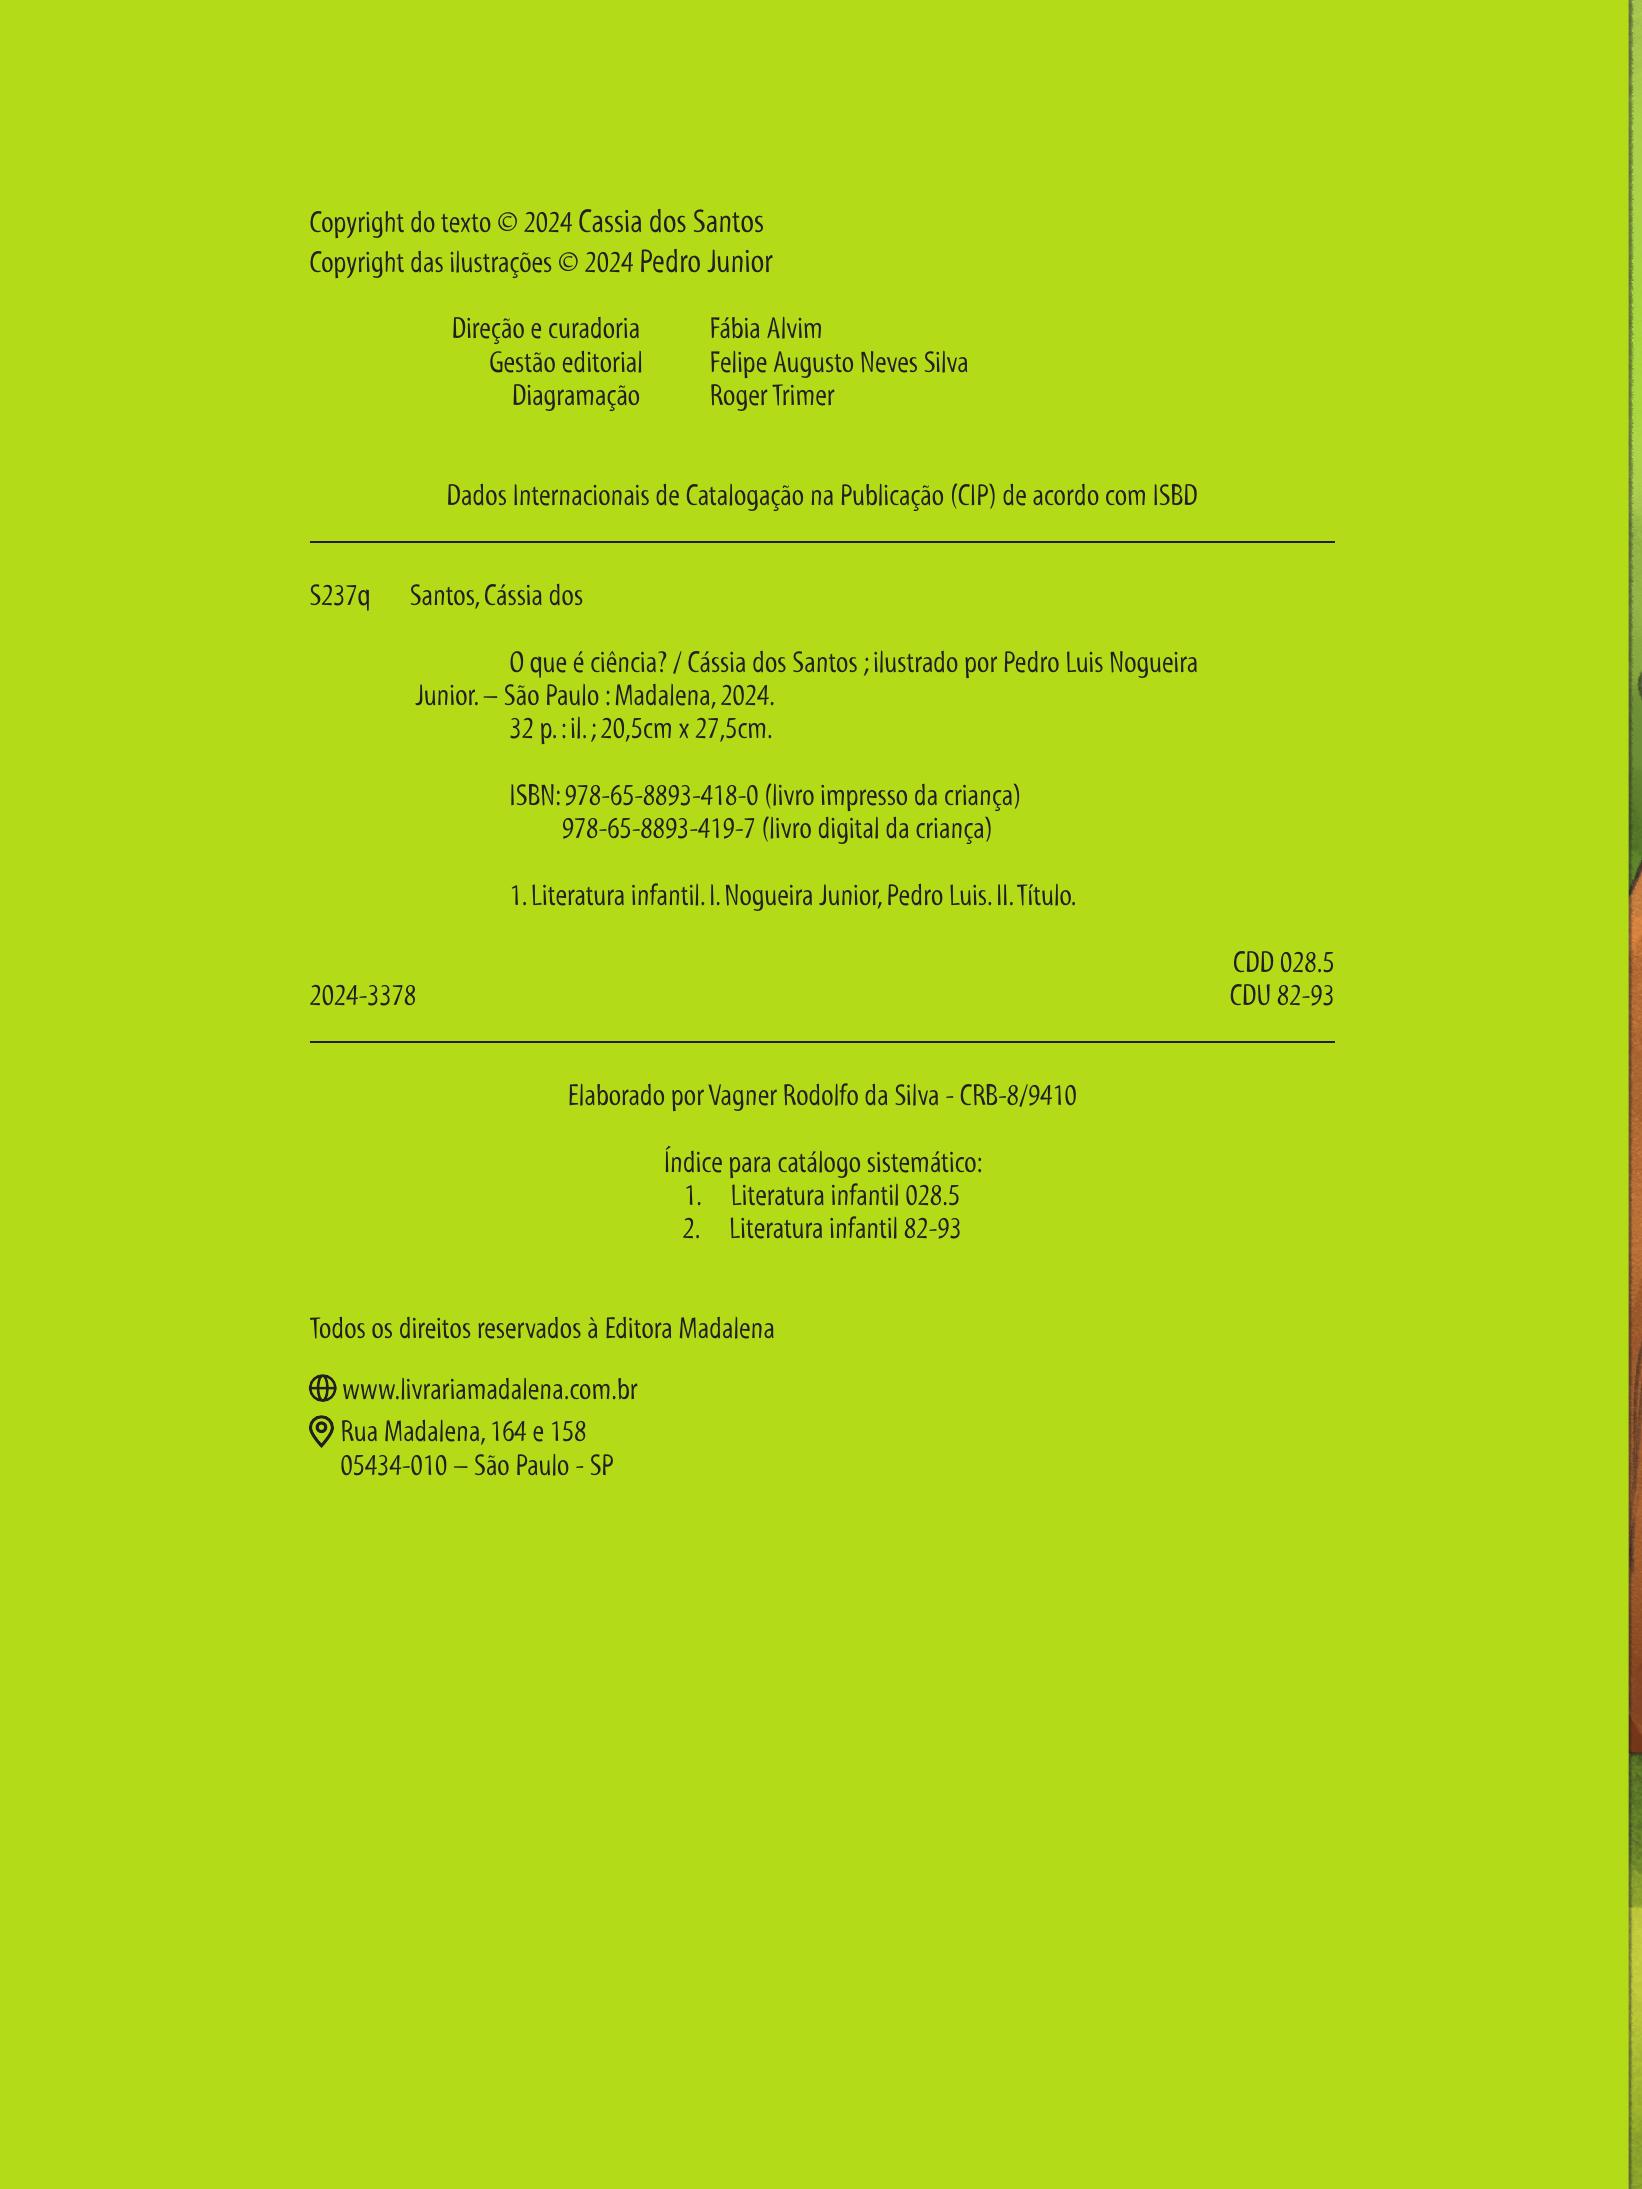 Copyright do texto © 2024 Cassia dos Santos
Copyright das ilustrações © 2024 Pedro Junior
Direção e curadoria Fábia Alvim
Gestão editorial Felipe Augusto Neves Silva
Diagramação Roger Trimer
Dados Internacionais de Catalogação na Publicação (CIP) de acordo com ISBD
S237q Santos, Cássia dos
O que é ciência? / Cássia dos Santos ; ilustrado por Pedro Luis Nogueira
Junior. – São Paulo : Madalena, 2024.
32 p. : il. ; 20,5cm x 27,5cm.
ISBN: 978-65-8893-418-0 (livro impresso da criança)
978-65-8893-419-7 (livro digital da criança)
1. Literatura infantil. I. Nogueira Junior, Pedro Luis. II. Título.
CDD 028.5
2024-3378 CDU 82-93
Elaborado por Vagner Rodolfo da Silva - CRB-8/9410
Índice para catálogo sistemático:
1. Literatura infantil 028.5
2. Literatura infantil 82-93
Todos os direitos reservados à Editora Madalena
www.livrariamadalena.com.br
Rua Madalena, 164 e 158
05434-010 – São Paulo - SP